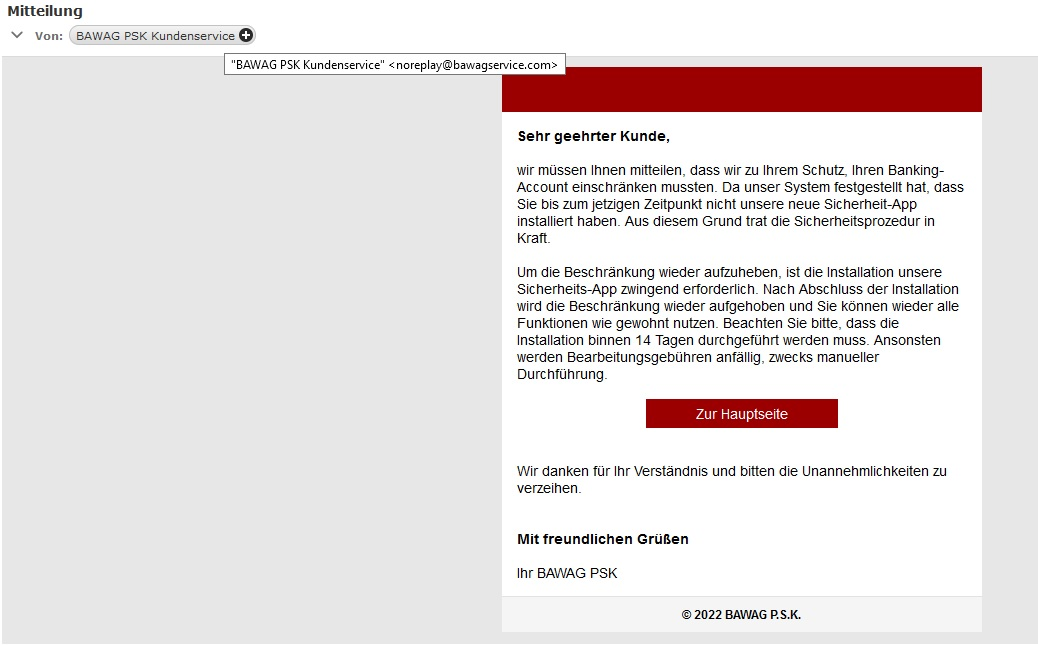 Mitteilung
Von: BAWAG PSK Kundenservice
"BAWAG PSK Kundenservice" <noreplay@bawagservice.com>
Sehr geehrter Kunde,
wir müssen Ihnen mitteilen, dass wir zu Ihrem Schutz, Ihren Banking-
Account einschränken mussten. Da unser System festgestellt hat, dass
Sie bis zum jetzigen Zeitpunkt nicht unsere neue Sicherheit-App
installiert haben. Aus diesem Grund trat die Sicherheitsprozedur in
Kraft.
Um die Beschränkung wieder aufzuheben, ist die Installation unsere
Sicherheits-App zwingend erforderlich. Nach Abschluss der Installation
wird die Beschränkung wieder aufgehoben und Sie können wieder alle
Funktionen wie gewohnt nutzen. Beachten Sie bitte, dass die
Installation binnen 14 Tagen durchgeführt werden muss. Ansonsten
werden Bearbeitungsgebühren anfällig, zwecks manueller
Durchführung.
Zur Hauptseite
Wir danken für Ihr Verständnis und bitten die Unannehmlichkeiten zu
verzeihen.
Mit freundlichen Grüßen
Ihr BAWAG PSK
© 2022 BAWAG P.S.K.